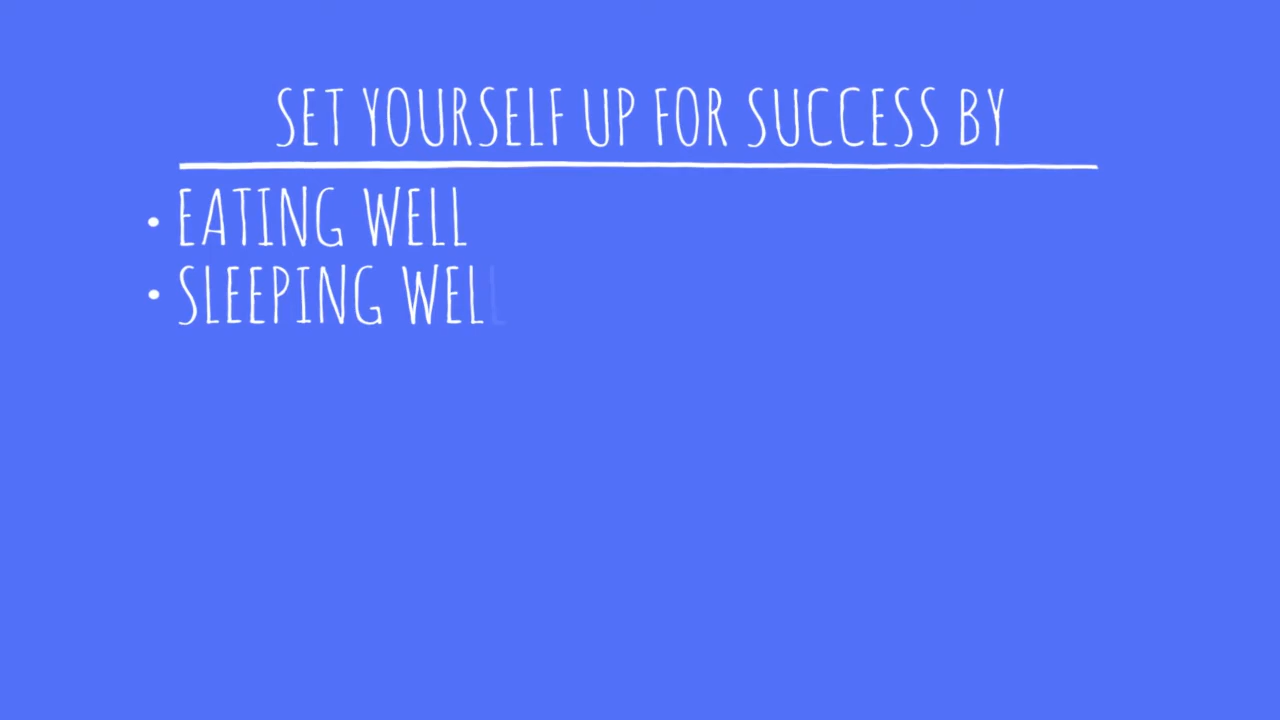 SET YOURSELF UP FOR SUCCESS BY
• EATING WELL
• SLEEPING WELL